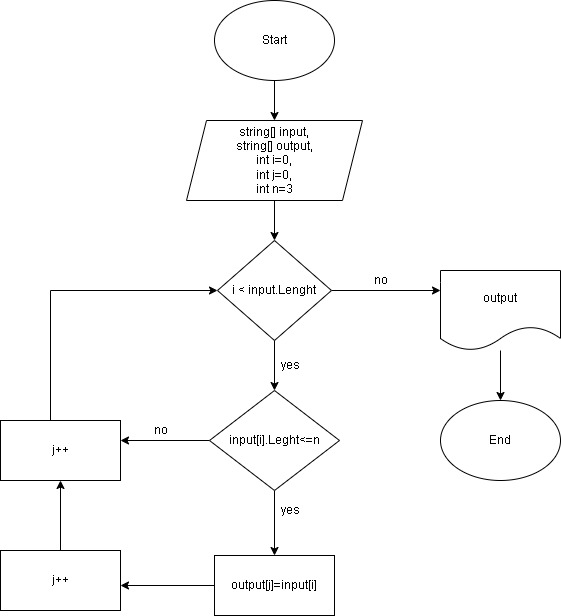 Start
string[] input,
string[] output,
int i=0,
int j=0,
int n=3
i < input.Lenght
no
output
yes
End
input[i].Leght<=n
no
j++
yes
output[j]=input[i]
j++